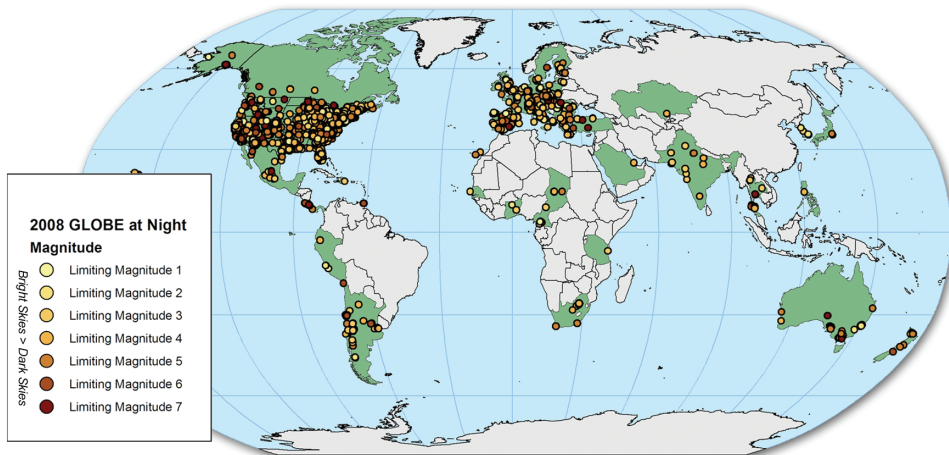 2008 GLOBE at Night
Magnitude
Bright Skies > Dark Skies
Limiting Magnitude 1
Limiting Magnitude 2
Limiting Magnitude 3
Limiting Magnitude 4
Limiting Magnitude 5
Limiting Magnitude 6
Limiting Magnitude 7